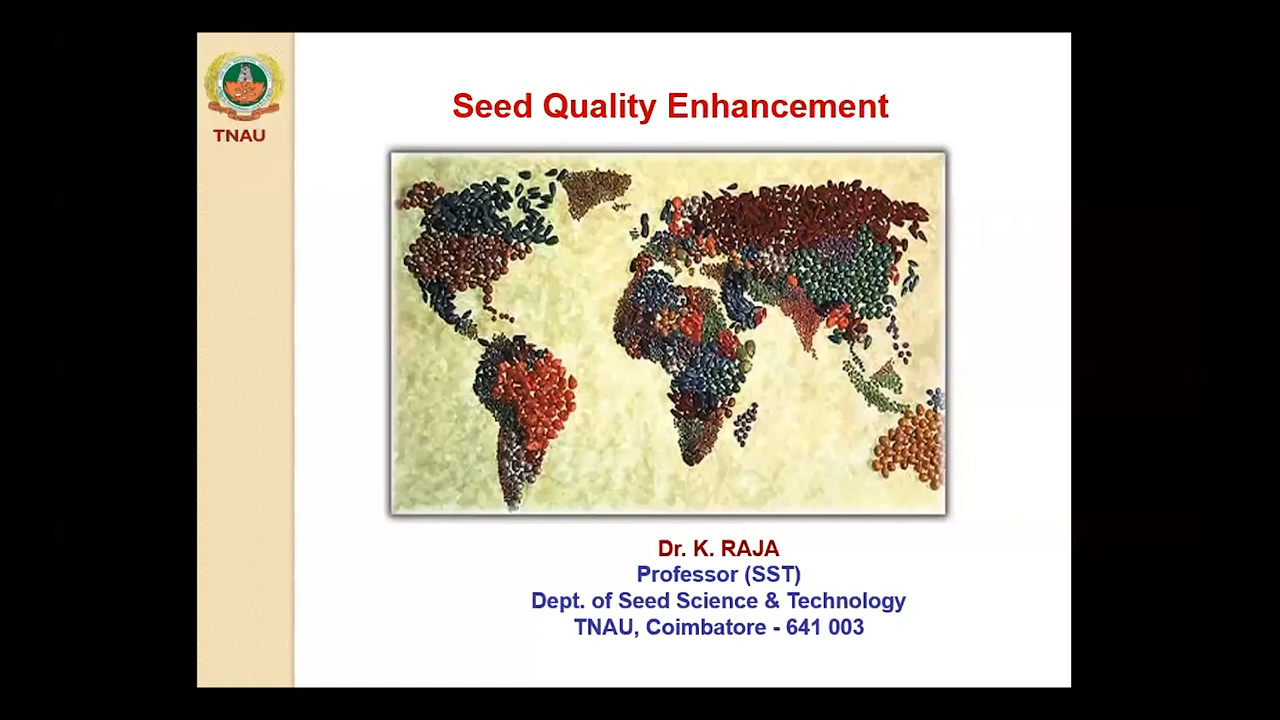 TNAU
Seed Quality Enhancement
Dr. K. RAJA
Professor (SST)
Dept. of Seed Science & Technology
TNAU, Coimbatore - 641 003